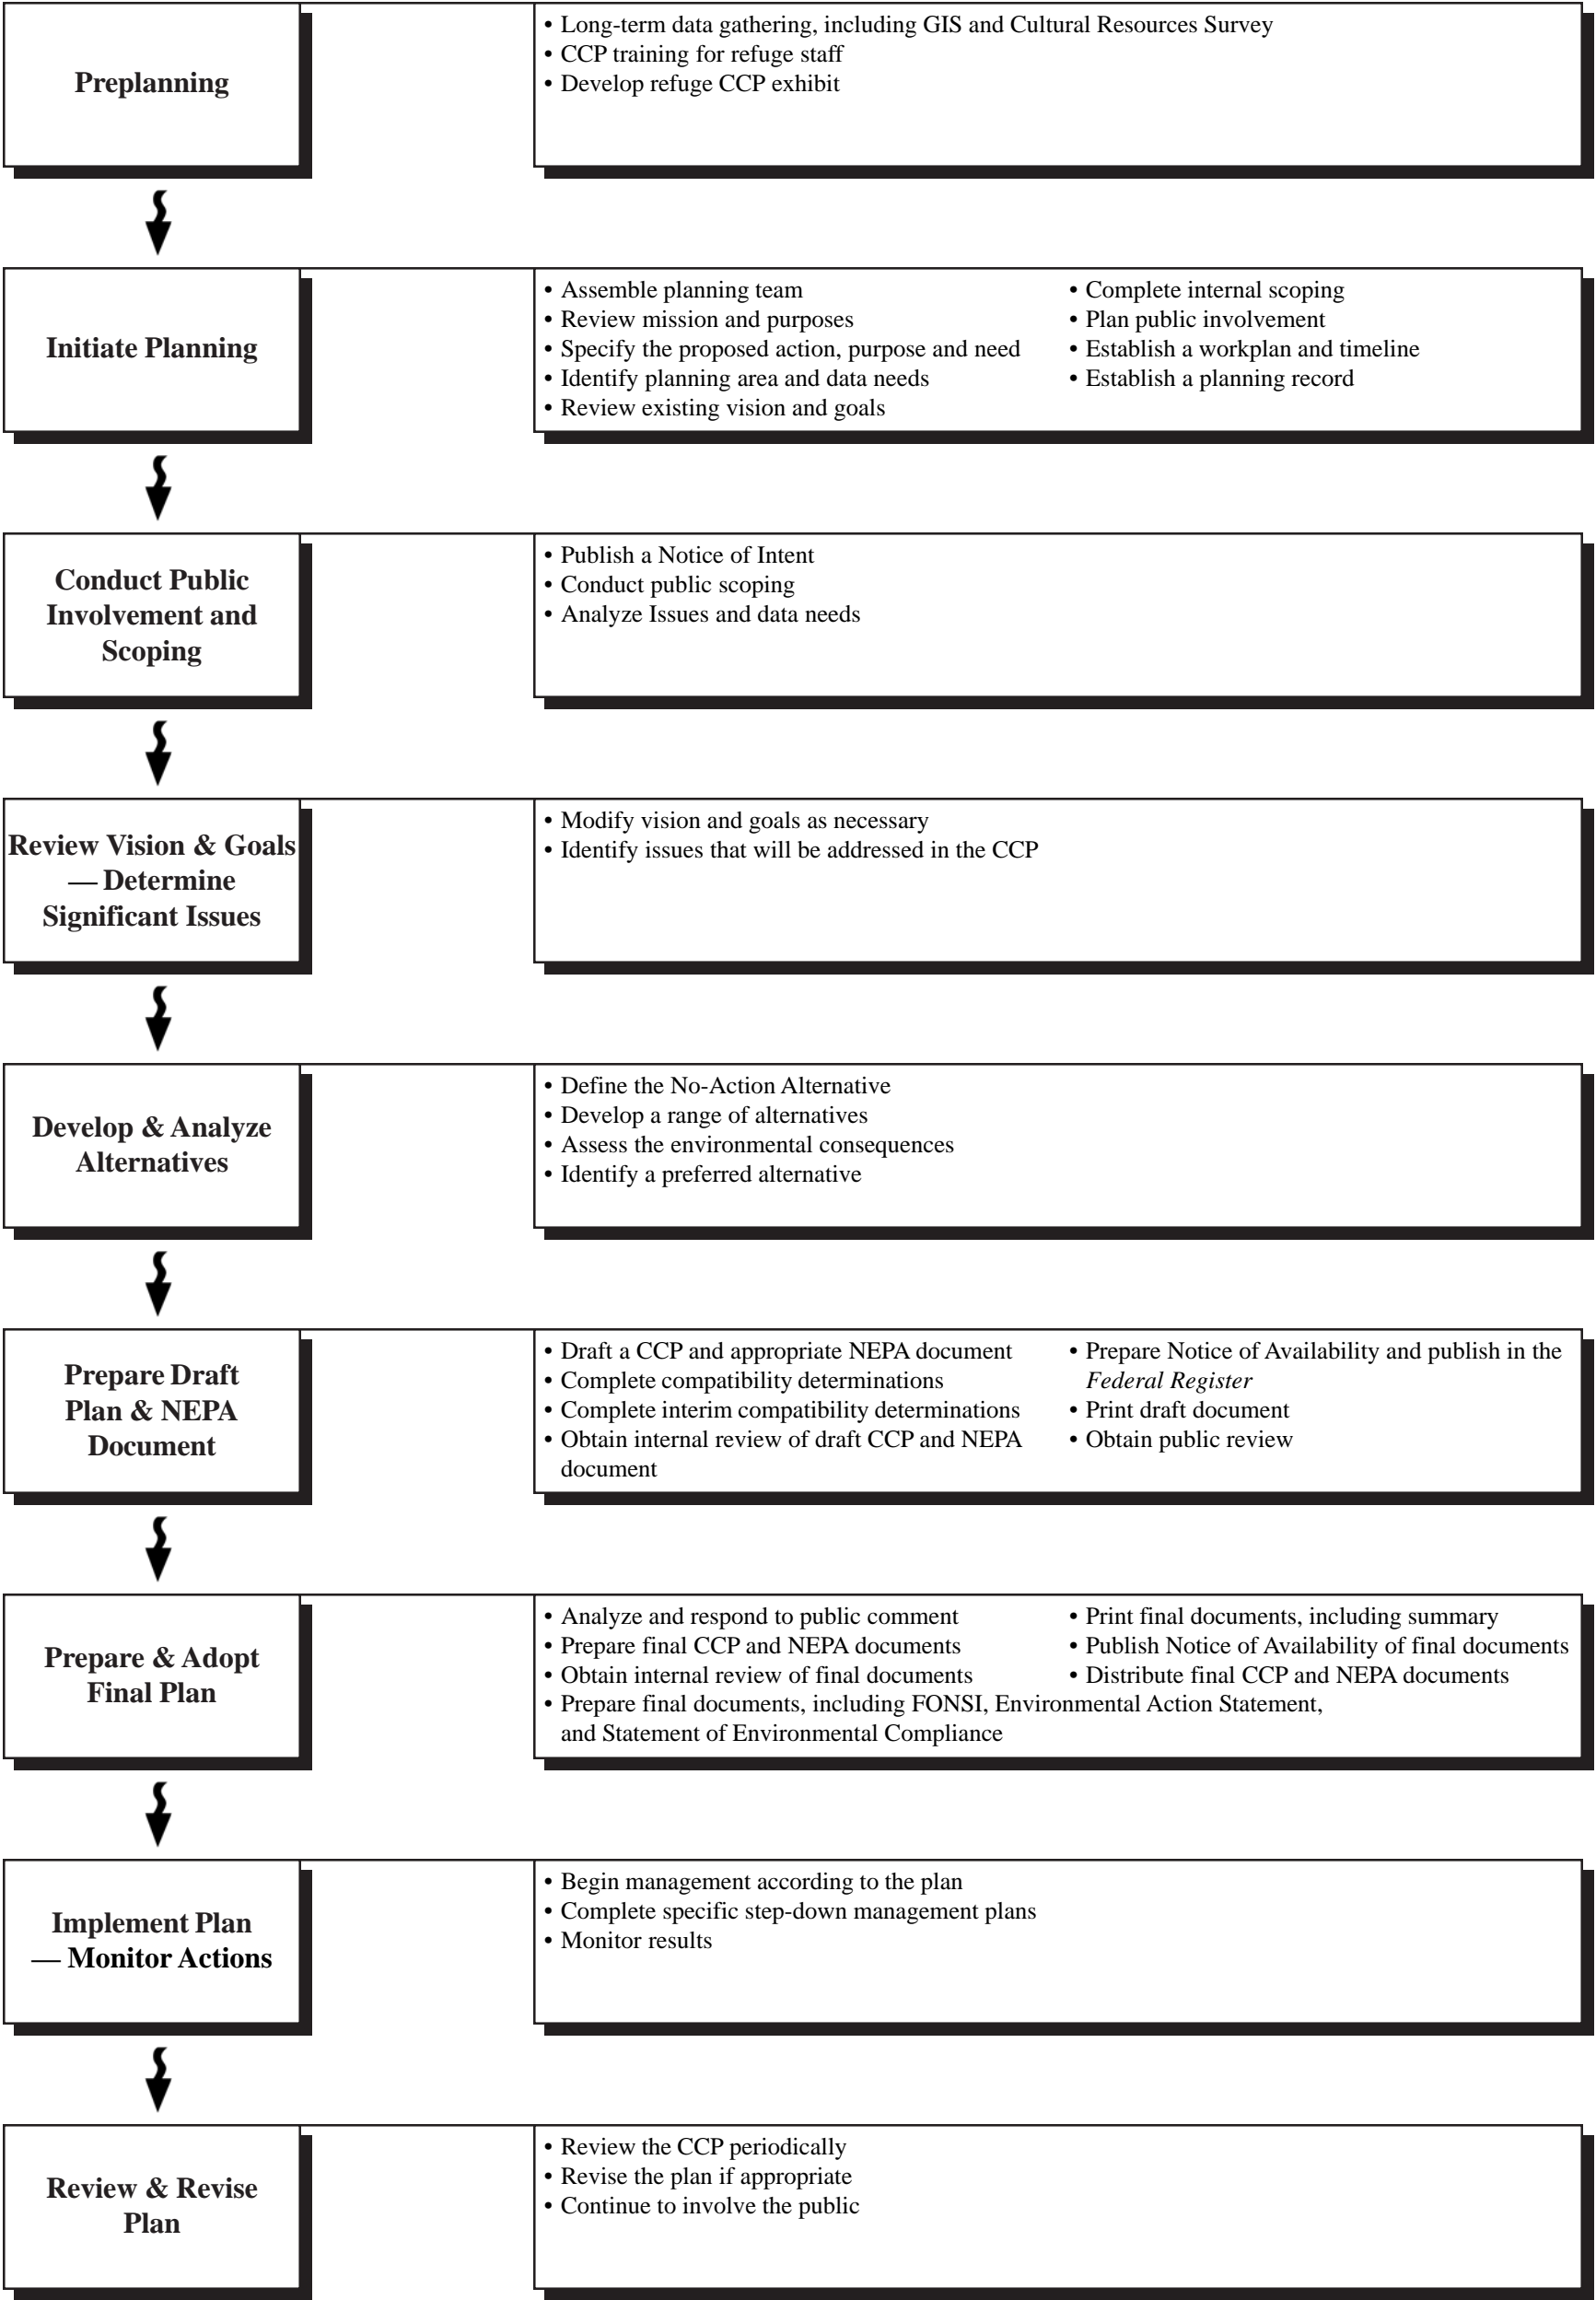 Preplanning
• Long-term data gathering, including GIS and Cultural Resources Survey
• CCP training for refuge staff
• Develop refuge CCP exhibit
Initiate Planning
• Assemble planning team
• Review mission and purposes
• Specify the proposed action, purpose and need
• Identify planning area and data needs
• Review existing vision and goals
• Complete internal scoping
• Plan public involvement
• Establish a workplan and timeline
• Establish a planning record
Conduct Public
Involvement and
Scoping
• Publish a Notice of Intent
• Conduct public scoping
• Analyze Issues and data needs
Review Vision & Goals
— Determine
Significant Issues
• Modify vision and goals as necessary
• Identify issues that will be addressed in the CCP
Develop & Analyze
Alternatives
• Define the No-Action Alternative
• Develop a range of alternatives
• Assess the environmental consequences
• Identify a preferred alternative
Prepare Draft
Plan & NEPA
Document
• Draft a CCP and appropriate NEPA document
• Complete compatibility determinations
• Complete interim compatibility determinations
• Obtain internal review of draft CCP and NEPA
document
• Prepare Notice of Availability and publish in the
Federal Register
• Print draft document
• Obtain public review
Prepare & Adopt
Final Plan
• Analyze and respond to public comment
• Prepare final CCP and NEPA documents
• Obtain internal review of final documents
• Prepare final documents, including FONSI, Environmental Action Statement,
and Statement of Environmental Compliance
• Print final documents, including summary
• Publish Notice of Availability of final documents
• Distribute final CCP and NEPA documents
Implement Plan
— Monitor Actions
• Begin management according to the plan
• Complete specific step-down management plans
• Monitor results
Review & Revise
Plan
• Review the CCP periodically
• Revise the plan if appropriate
• Continue to involve the public